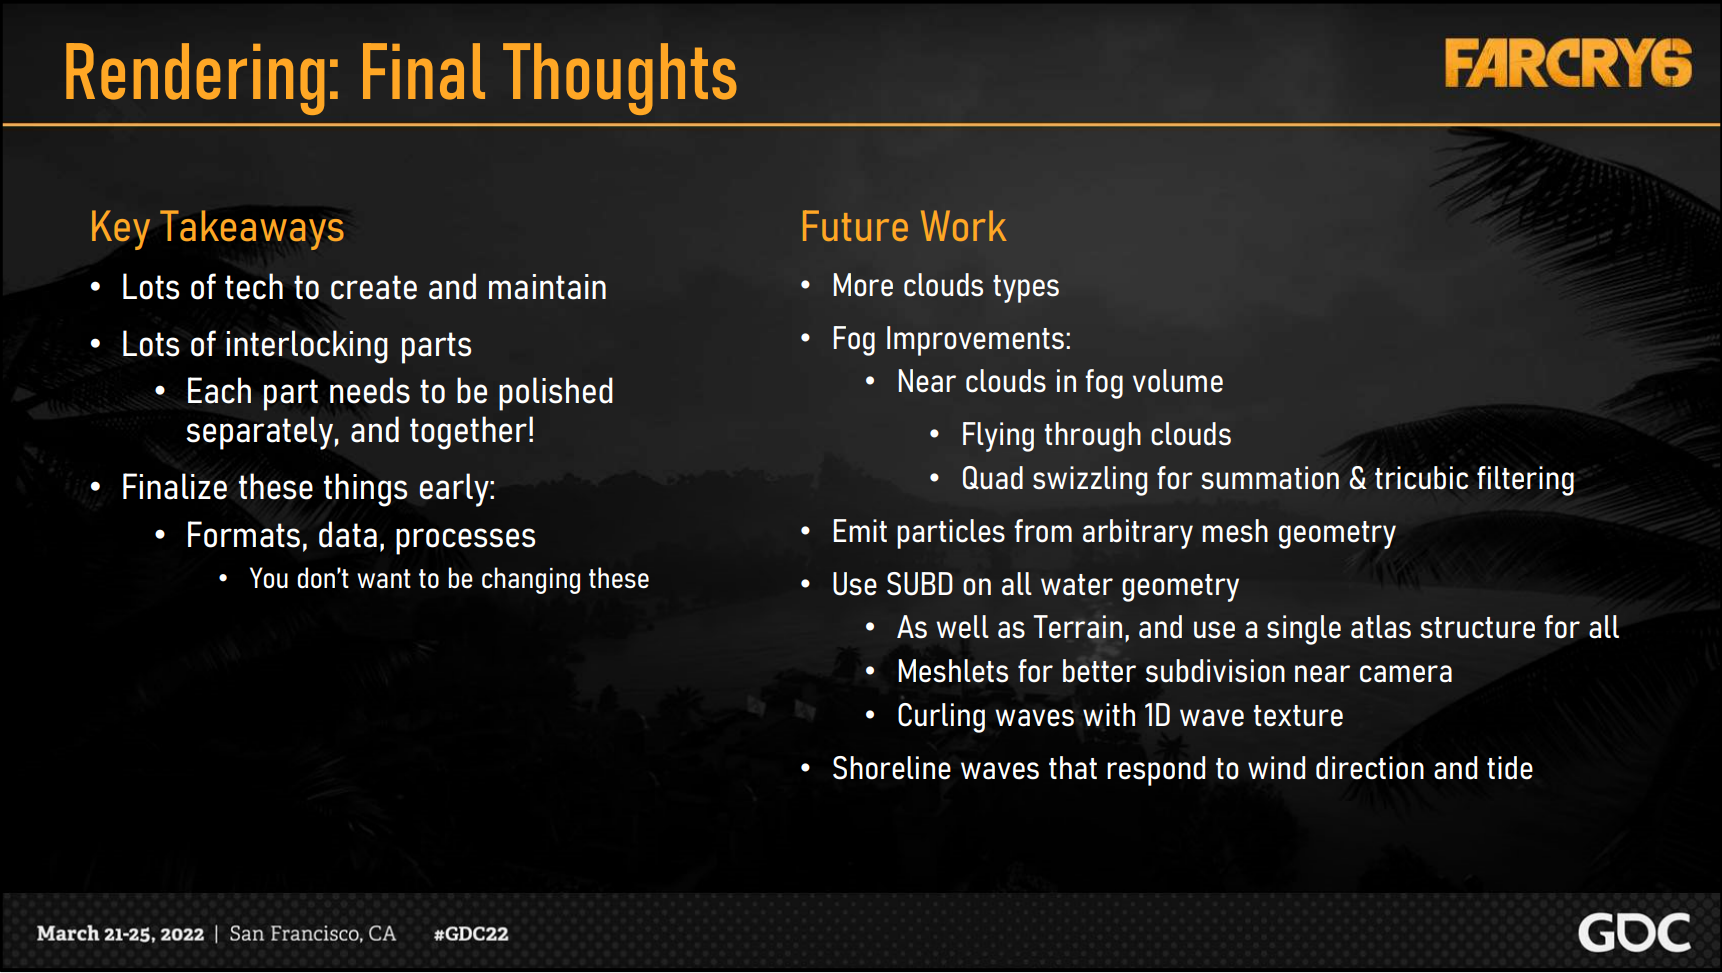 Rendering: Final Thoughts
FARCRY6
Key Takeaways
• Lots of tech to create and maintain
• Lots of interlocking parts
• Each part needs to be polished
separately, and together!
• Finalize these things early:
• Formats, data, processes
• You don't want to be changing these
Future Work
• More clouds types
• Fog Improvements:
• Near clouds in fog volume
• Flying through clouds
• Quad swizzling for summation & tricubic filtering
• Emit particles from arbitrary mesh geometry
• Use SUBD on all water geometry
• As well as Terrain, and use a single atlas structure for all
• Meshlets for better subdivision near camera
• Curling waves with 1D wave texture
• Shoreline waves that respond to wind direction and tide
March 21-25, 2022 | San Francisco, CA #GDC22
GDC